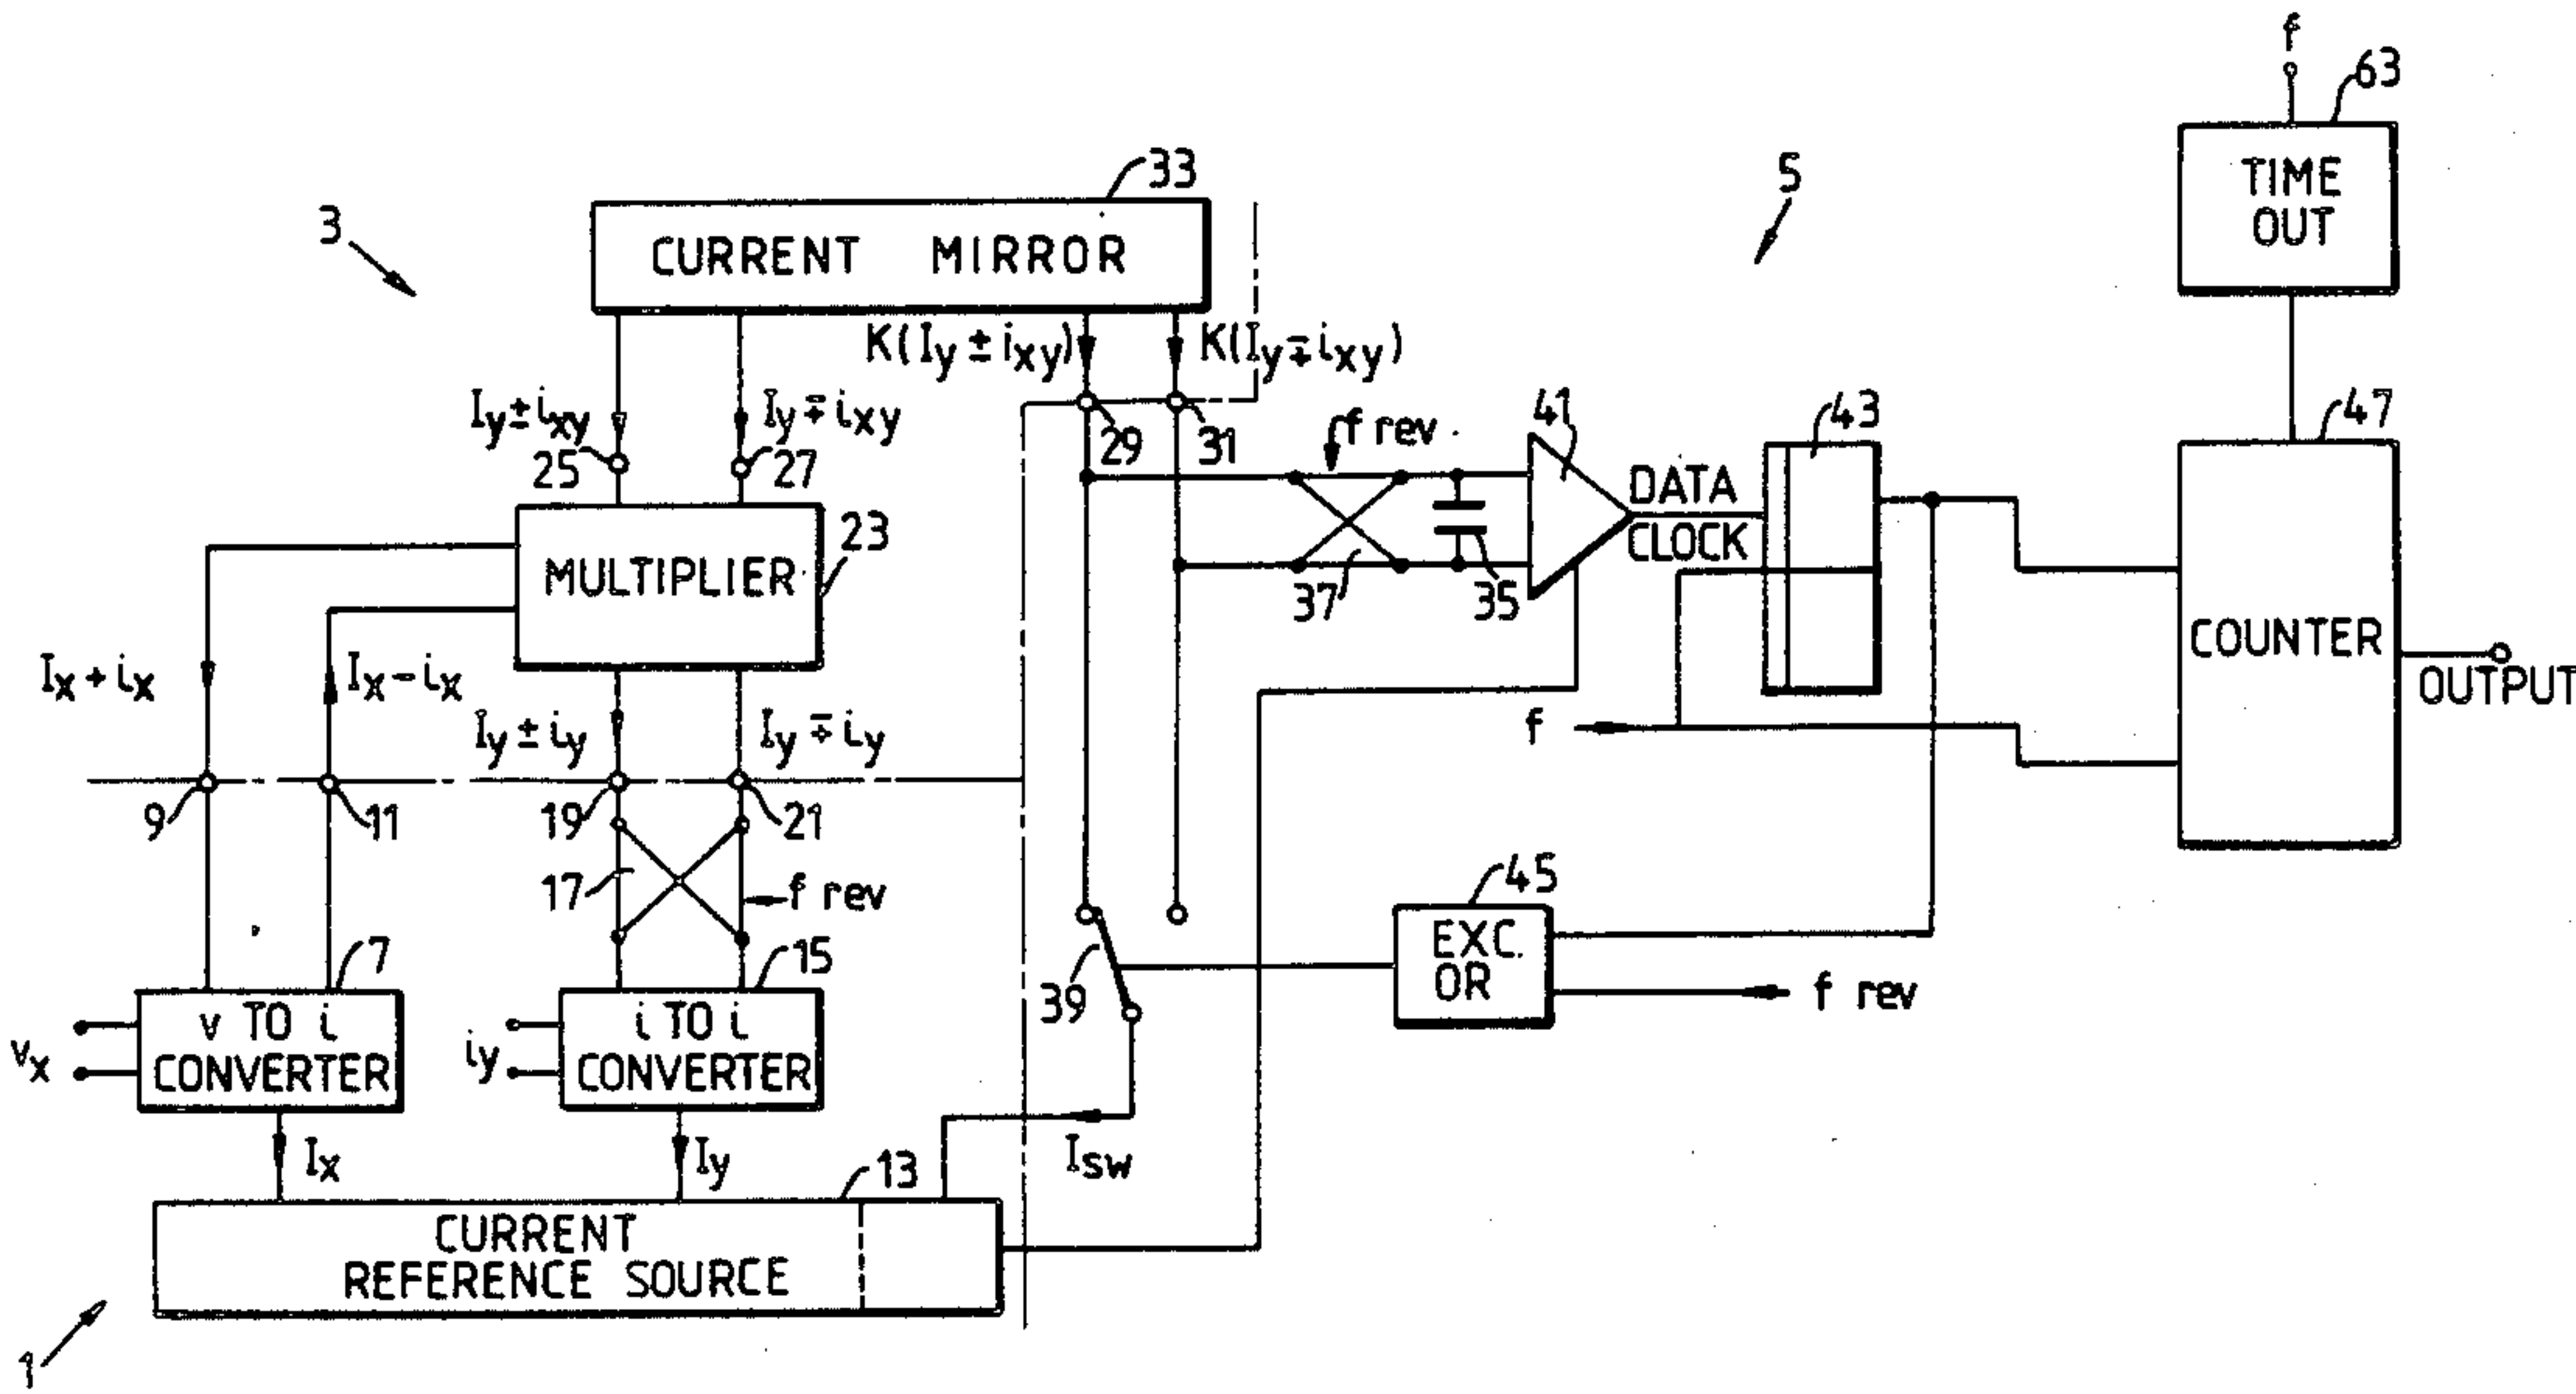 f
63
TIME
OUT
33
5
3
CURRENT MIRROR
K(Iy ± ixy)
K(Iy ∓ ixy)
47
Iy ± ixy
Iy ∓ ixy
29
31
f rev
41
43
25
27
DATA
CLOCK
23
MULTIPLIER
37
35
COUNTER
OUTPUT
Ix + ix
Ix – ix
Iy ± iy
Iy ∓ iy
f
9
11
19
21
17
f rev
45
EXC.
OR
f rev
7
15
39
v TO i
CONVERTER
i TO i
CONVERTER
vx
iy
Ix
Iy
Isw
13
CURRENT
REFERENCE SOURCE
1